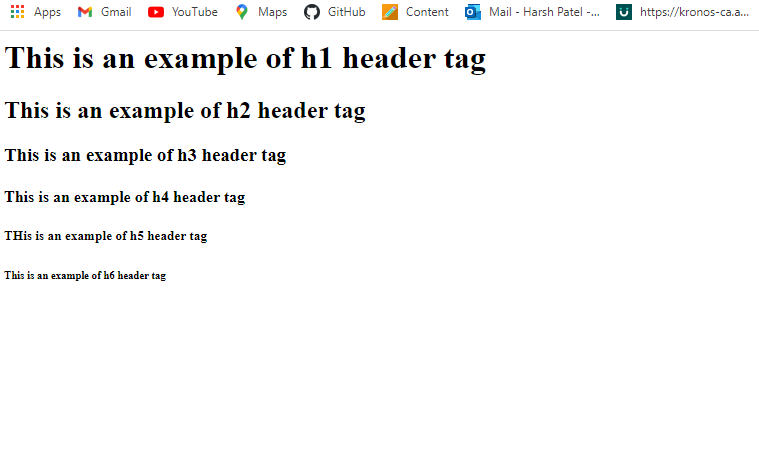 Apps Gmail YouTube Maps GitHub Content Mail - Harsh Patel -... https://kronos-ca.a...
This is an example of h1 header tag
This is an example of h2 header tag
This is an example of h3 header tag
This is an example of h4 header tag
THis is an example of h5 header tag
This is an example of h6 header tag